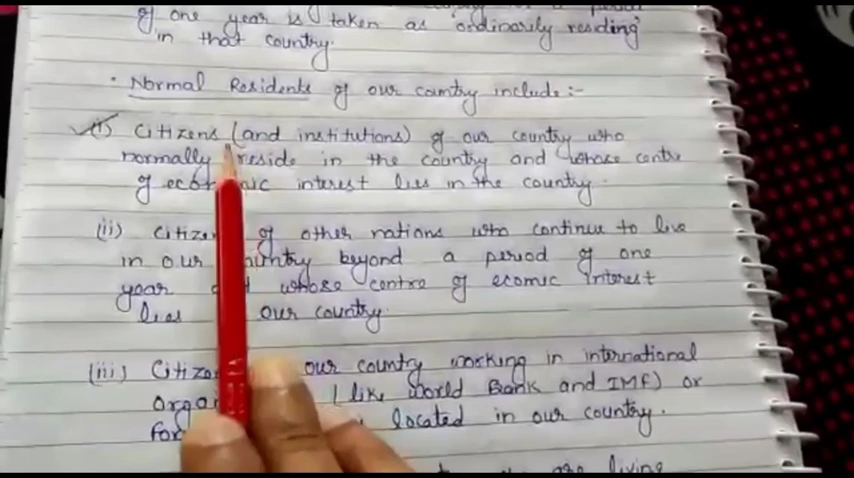 of one year is taken as ordinarily residing
in that country.
• Normal Residents of our country include:-
(i) Citizens (and institutions) of our country who
normally reside in the country and whose centre
of economic interest lies in the country.
(ii) Citizens of other nations who continue to live
in our country beyond a period of one
year and whose centre of ecomic interest
lies our country.
(iii) Citizens our country working in international
(like World Bank and IMF) or
located in our country.
are living